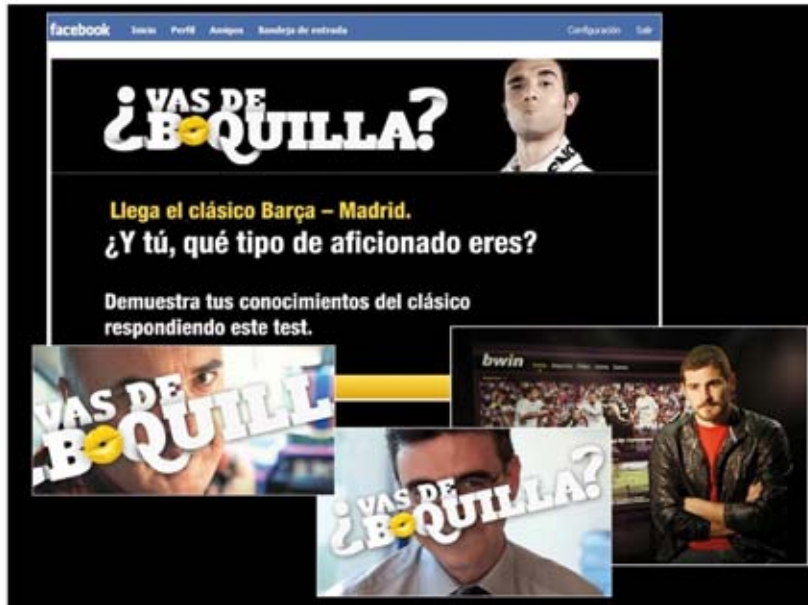 facebook Inicio Perfil Amigos Bandeja de entrada Configuración Salir
¿VAS DE
BOQUILLA?
Llega el clásico Barça – Madrid.
¿Y tú, qué tipo de aficionado eres?
Demuestra tus conocimientos del clásico
respondiendo este test.
VAS DE
¿BOQUILL
bwin
¿VAS DE
BOQUILLA?